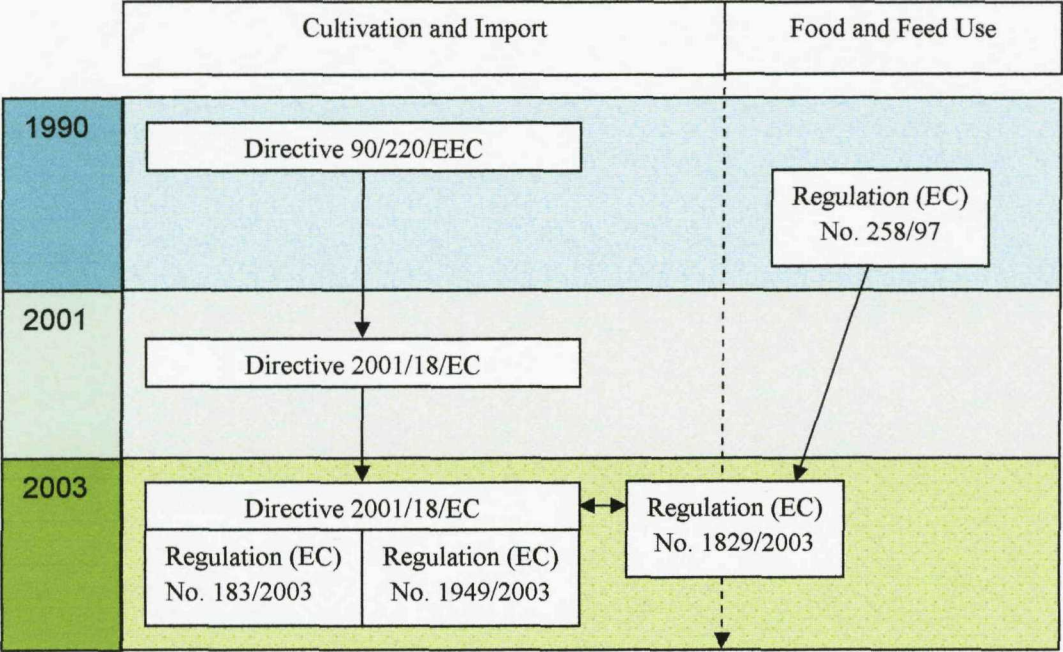 Cultivation and Import
Food and Feed Use
1990
Directive 90/220/EEC
Regulation (EC)
No. 258/97
2001
Directive 2001/18/EC
2003
Directive 2001/18/EC
Regulation (EC)
No. 183/2003
Regulation (EC)
No. 1949/2003
Regulation (EC)
No. 1829/2003